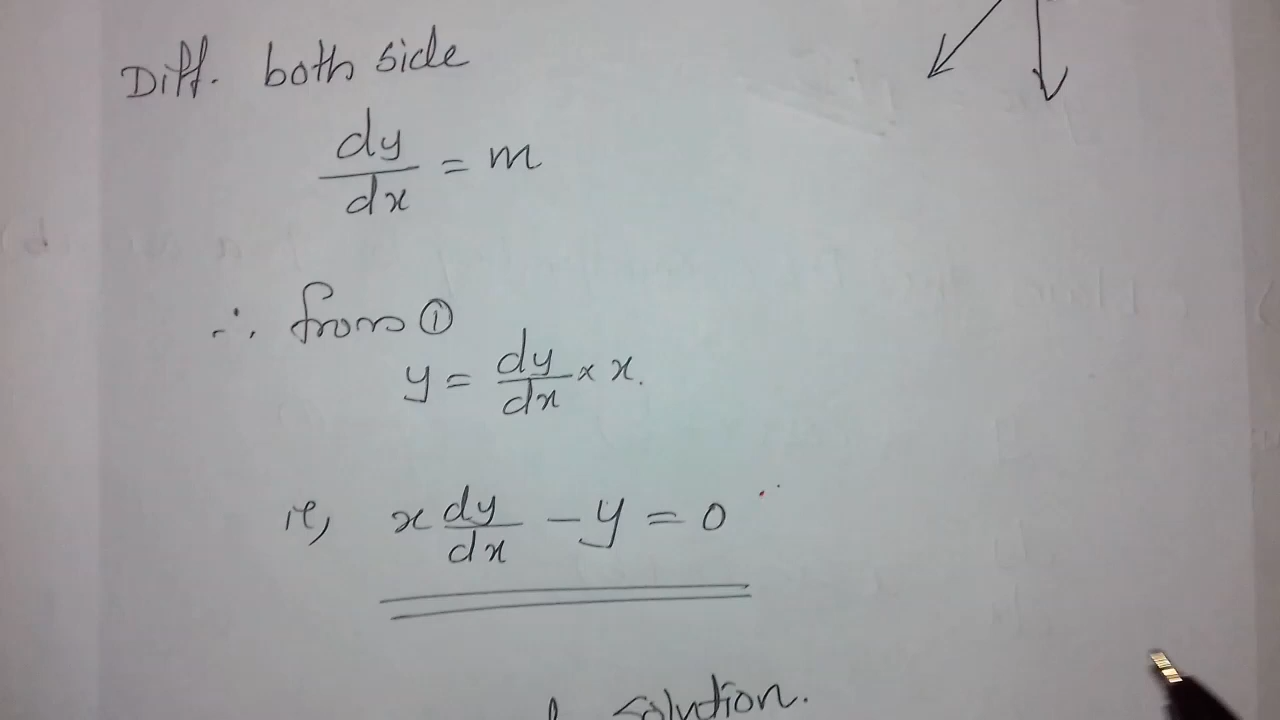 Diff. both side
dy/dx = m
∴ from ①
y = dy/dx × x.
ie, x dy/dx − y = 0
solution.